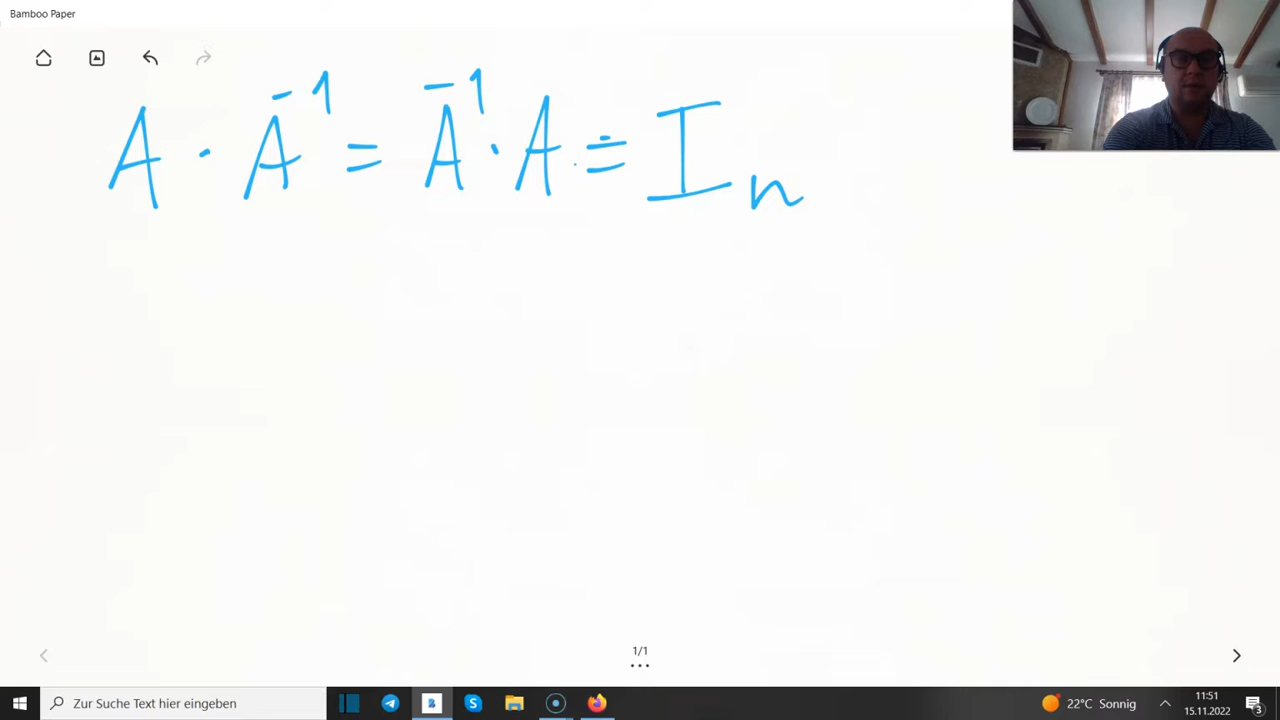 Bamboo Paper
A · A⁻¹ = A⁻¹ · A = Iₙ
1/1
Zur Suche Text hier eingeben
22°C Sonnig
11:51
15.11.2022
3